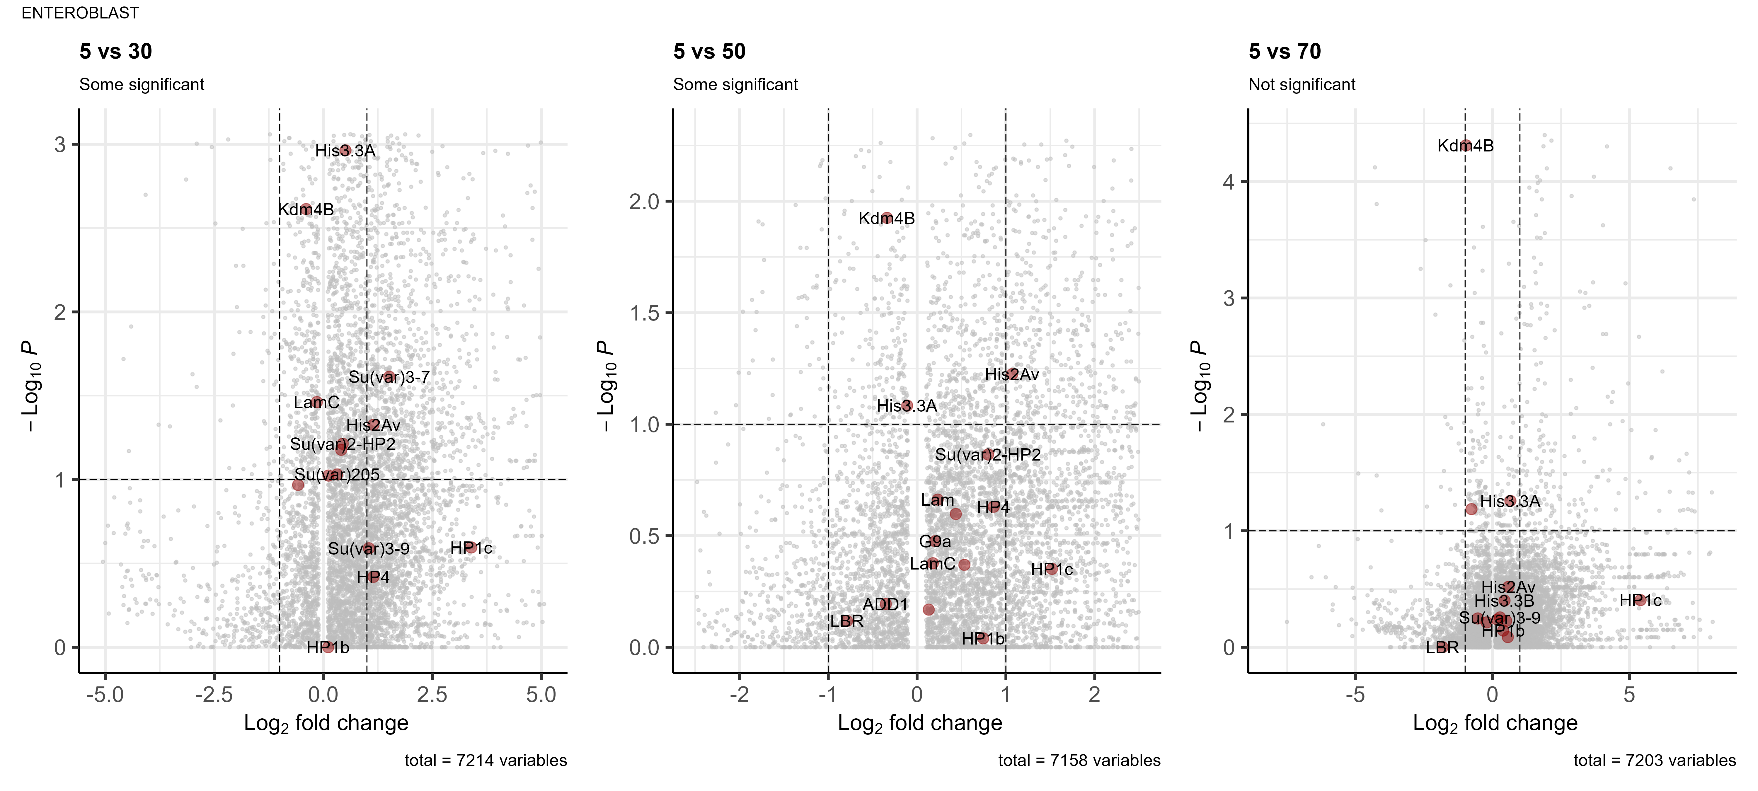 ENTEROBLAST
5 vs 30
Some significant
3
2
1
0
– Log10 P
His3.3A
Kdm4B
Su(var)3-7
LamC
His2Av
Su(var)2-HP2
Su(var)205
Su(var)3-9
HP1c
HP4
HP1b
-5.0
-2.5
0.0
2.5
5.0
Log2 fold change
total = 7214 variables
5 vs 50
Some significant
2.0
1.5
1.0
0.5
0.0
– Log10 P
Kdm4B
His2Av
His3.3A
Su(var)2-HP2
Lam
HP4
G9a
LamC
HP1c
ADD1
LBR
HP1b
-2
-1
0
1
2
Log2 fold change
total = 7158 variables
5 vs 70
Not significant
4
3
2
1
0
– Log10 P
Kdm4B
His3.3A
His2Av
His3.3B
HP1c
Su(var)3-9
HP1b
LBR
-5
0
5
Log2 fold change
total = 7203 variables